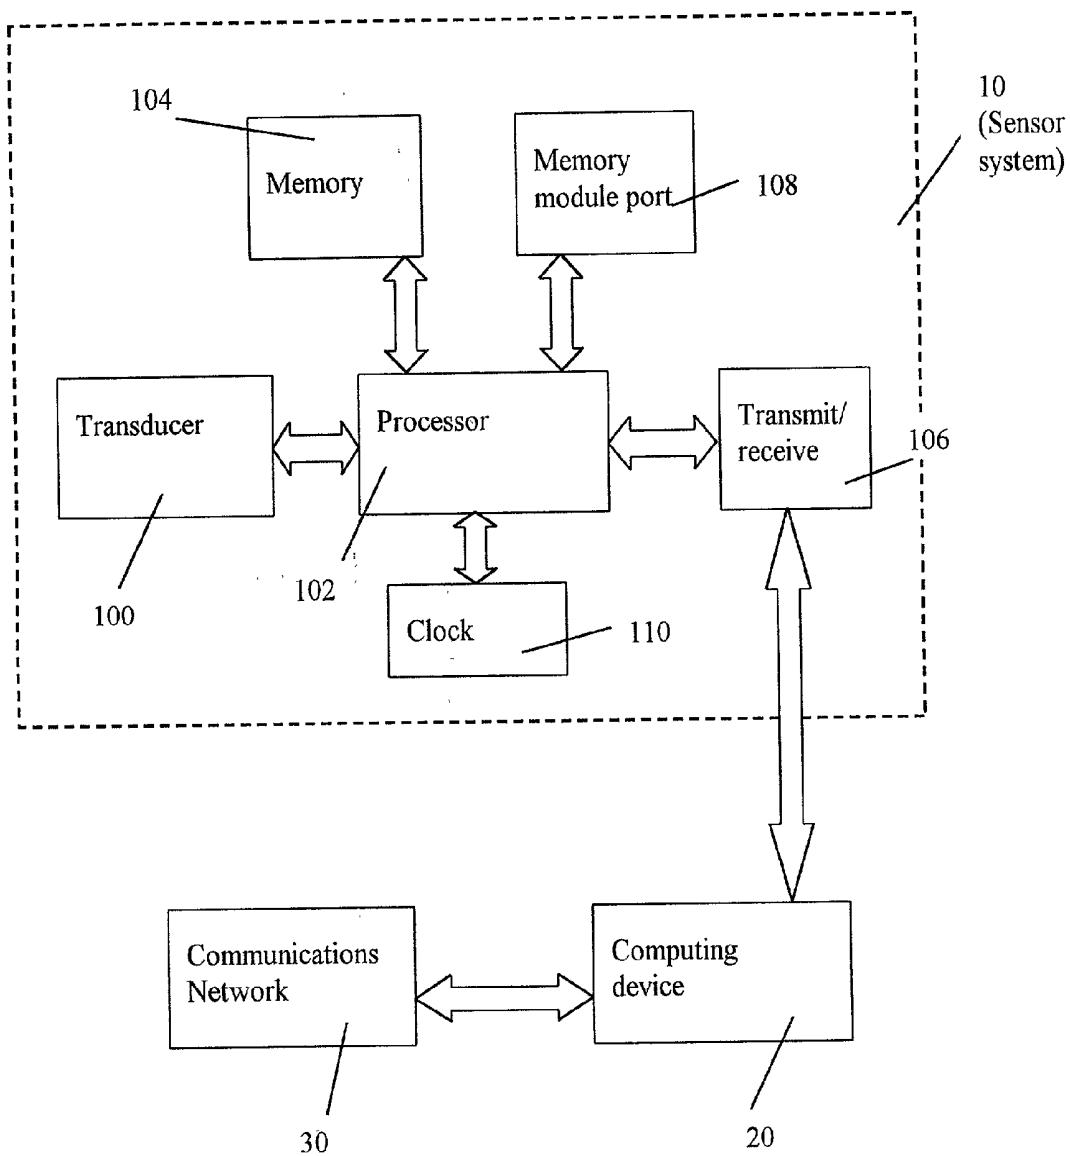 104
Memory
Memory
module port
108
10
(Sensor
system)
Transducer
Processor
Transmit/
receive
106
100
102
Clock
110
Communications
Network
Computing
device
30
20